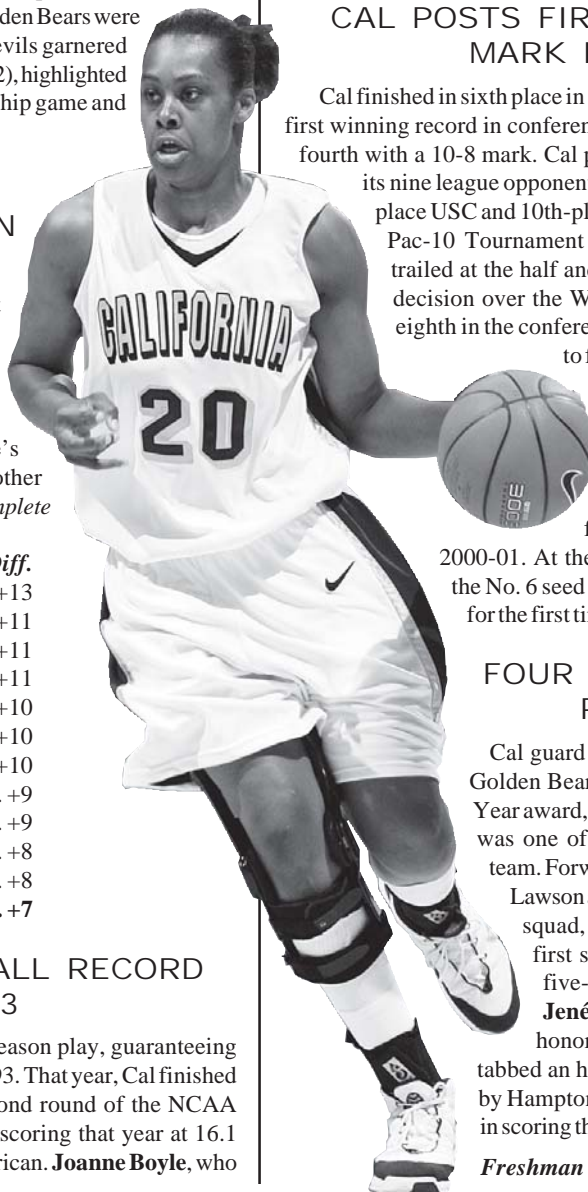 den Bears were
evils garnered
2), highlighted
hip game and
N
e's
other
mplete
Diff.
+13
+11
+11
+11
+10
+10
+10
. +9
. +9
. +8
. +8
. +7
ALL RECORD
3
eason play, guaranteeing
93. That year, Cal finished
ond round of the NCAA
scoring that year at 16.1
rican. Joanne Boyle, who
CALIFORNIA
20
CAL POSTS FIR
MARK
Cal finished in sixth place in
first winning record in conferen
fourth with a 10-8 mark. Cal p
its nine league opponen
place USC and 10th-pl
Pac-10 Tournament
trailed at the half and
decision over the W
eighth in the confere
to
2000-01. At the
the No. 6 seed
for the first ti
FOUR
Cal guard
Golden Bear
Year award,
was one of
team. Forw
Lawson
squad,
first s
five-
Jené
honor
tabbed an h
by Hampton
in scoring th
Freshman